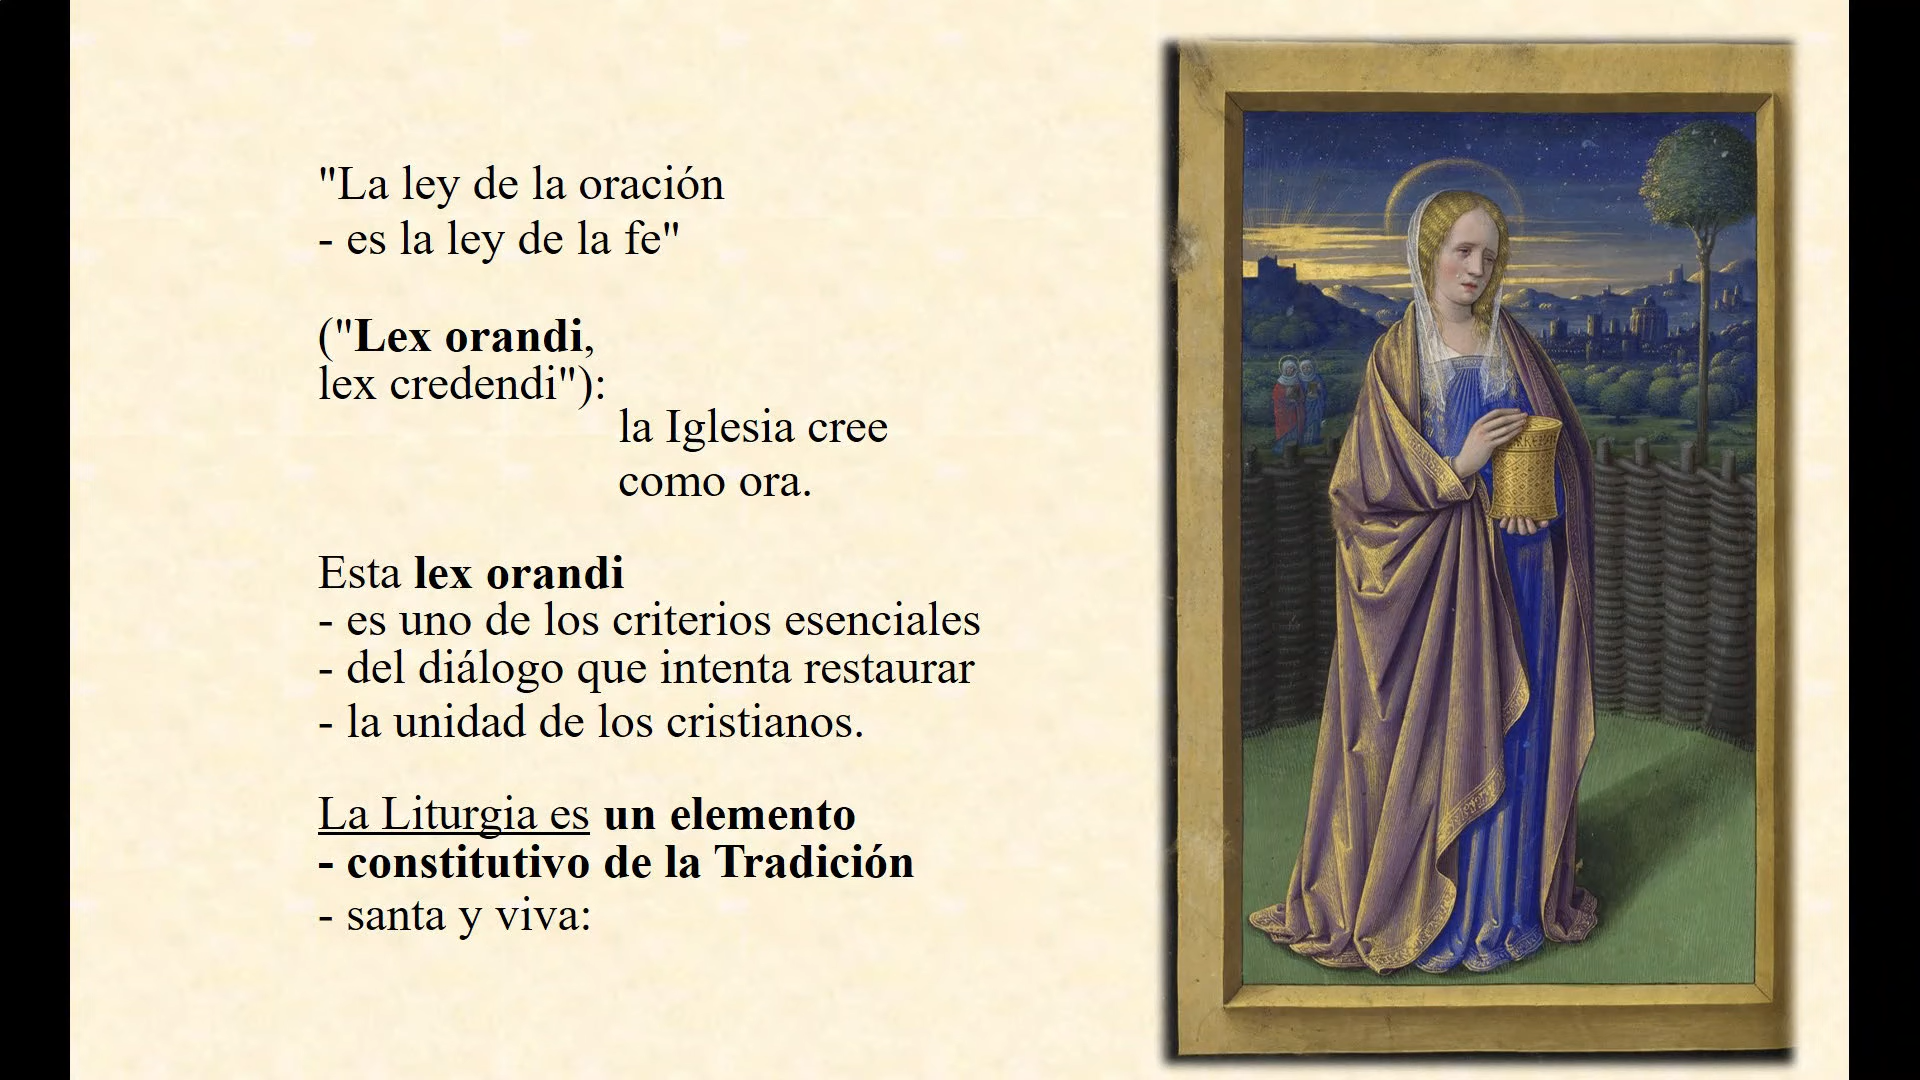 "La ley de la oración
- es la ley de la fe"
("Lex orandi,
lex credendi"):
la Iglesia cree
como ora.
Esta lex orandi
- es uno de los criterios esenciales
- del diálogo que intenta restaurar
- la unidad de los cristianos.
La Liturgia es un elemento
- constitutivo de la Tradición
- santa y viva: